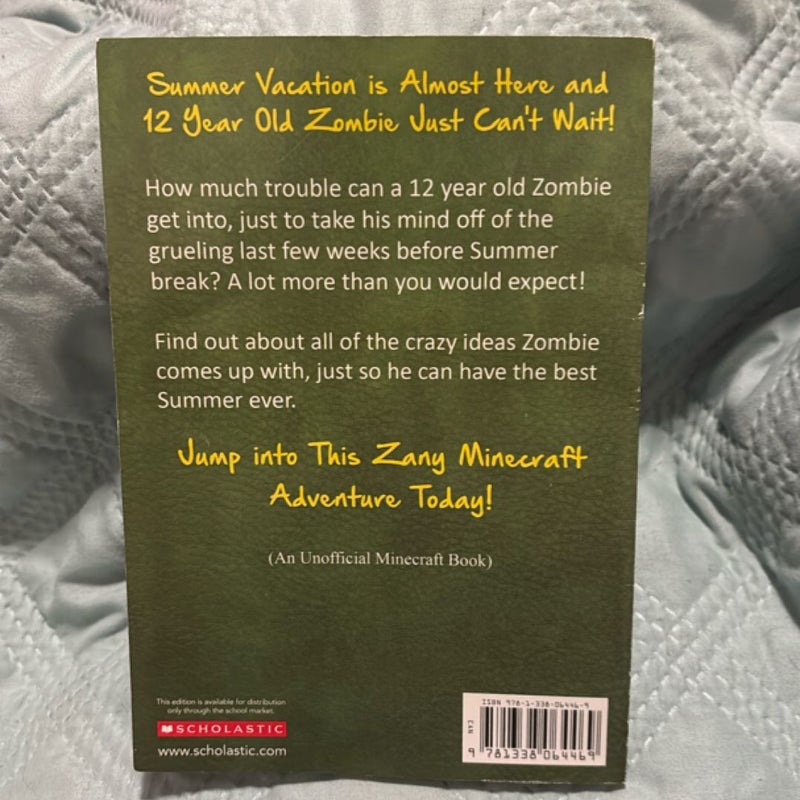 Summer Vacation is Almost Here and
12 Year Old Zombie Just Can't Wait!
How much trouble can a 12 year old Zombie
get into, just to take his mind off of the
grueling last few weeks before Summer
break? A lot more than you would expect!
Find out about all of the crazy ideas Zombie
comes up with, just so he can have the best
Summer ever.
Jump into This Zany Minecraft
Adventure Today!
(An Unofficial Minecraft Book)
This edition is available for distribution
only through the school market.
SCHOLASTIC
www.scholastic.com
ISBN 978-1-338-06446-9
CAN
9 781338 064469